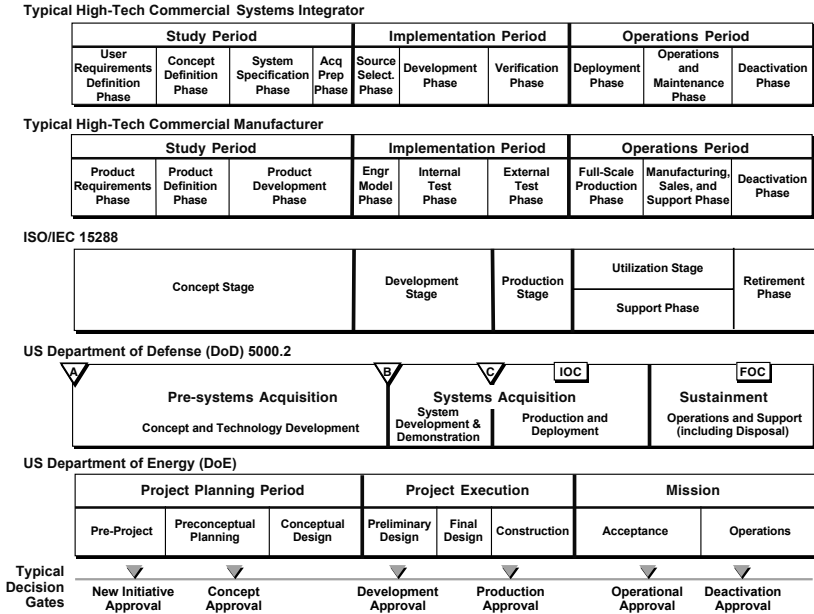 Typical High-Tech Commercial Systems Integrator
Study Period
Implementation Period
Operations Period
User
Requirements
Definition
Phase
Concept
Definition
Phase
System
Specification
Phase
Acq
Prep
Phase
Source
Select.
Phase
Development
Phase
Verification
Phase
Deployment
Phase
Operations
and
Maintenance
Phase
Deactivation
Phase
Typical High-Tech Commercial Manufacturer
Study Period
Implementation Period
Operations Period
Product
Requirements
Phase
Product
Definition
Phase
Product
Development
Phase
Engr
Model
Phase
Internal
Test
Phase
External
Test
Phase
Full-Scale
Production
Phase
Manufacturing,
Sales, and
Support Phase
Deactivation
Phase
ISO/IEC 15288
Concept Stage
Development
Stage
Production
Stage
Utilization Stage
Support Phase
Retirement
Phase
US Department of Defense (DoD) 5000.2
A
B
C
IOC
FOC
Pre-systems Acquisition
Concept and Technology Development
Systems Acquisition
System
Development &
Demonstration
Production and
Deployment
Sustainment
Operations and Support
(including Disposal)
US Department of Energy (DoE)
Project Planning Period
Project Execution
Mission
Pre-Project
Preconceptual
Planning
Conceptual
Design
Preliminary
Design
Final
Design
Construction
Acceptance
Operations
Typical
Decision
Gates
New Initiative
Approval
Concept
Approval
Development
Approval
Production
Approval
Operational
Approval
Deactivation
Approval